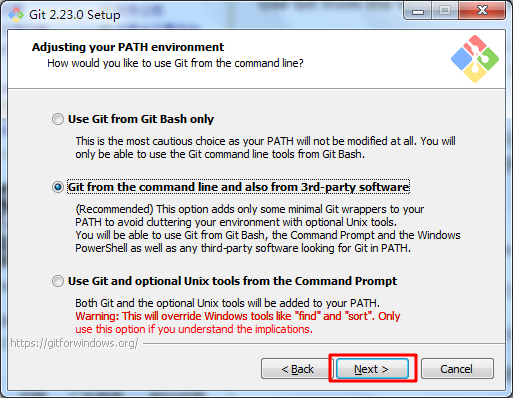 Git 2.23.0 Setup
Adjusting your PATH environment
How would you like to use Git from the command line?
Use Git from Git Bash only
This is the most cautious choice as your PATH will not be modified at all. You will
only be able to use the Git command line tools from Git Bash.
Git from the command line and also from 3rd-party software
(Recommended) This option adds only some minimal Git wrappers to your
PATH to avoid cluttering your environment with optional Unix tools.
You will be able to use Git from Git Bash, the Command Prompt and the Windows
PowerShell as well as any third-party software looking for Git in PATH.
Use Git and optional Unix tools from the Command Prompt
Both Git and the optional Unix tools will be added to your PATH.
Warning: This will override Windows tools like "find" and "sort". Only
use this option if you understand the implications.
https://gitforwindows.org/
< Back
Next >
Cancel